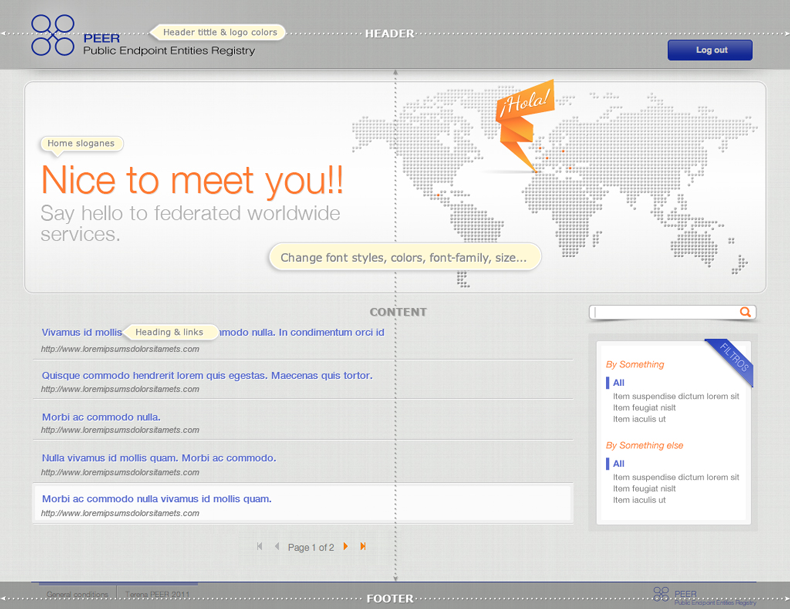 Header tittle & logo colors
HEADER
PEER
Public Endpoint Entities Registry
Log out
¡Hola!
Home sloganes
Nice to meet you!!
Say hello to federated worldwide
services.
Change font styles, colors, font-family, size...
CONTENT
Vivamus id mollis
Heading & links
modo nulla. In condimentum orci id
http://www.loremipsumsdolorsitamets.com
Quisque commodo hendrerit lorem quis egestas. Maecenas quis tortor.
http://www.loremipsumsdolorsitamets.com
Morbi ac commodo nulla.
http://www.loremipsumsdolorsitamets.com
Nulla vivamus id mollis quam. Morbi ac commodo.
http://www.loremipsumsdolorsitamets.com
Morbi ac commodo nulla vivamus id mollis quam.
http://www.loremipsumsdolorsitamets.com
Page 1 of 2
FILTROS
By Something
All
Item suspendise dictum lorem sit
Item feugiat nislt
Item iaculis ut
By Something else
All
Item suspendise dictum lorem sit
Item feugiat nislt
Item iaculis ut
General conditions
Terena PEER 2011
FOOTER
PEER
Public Endpoint Entities Registry